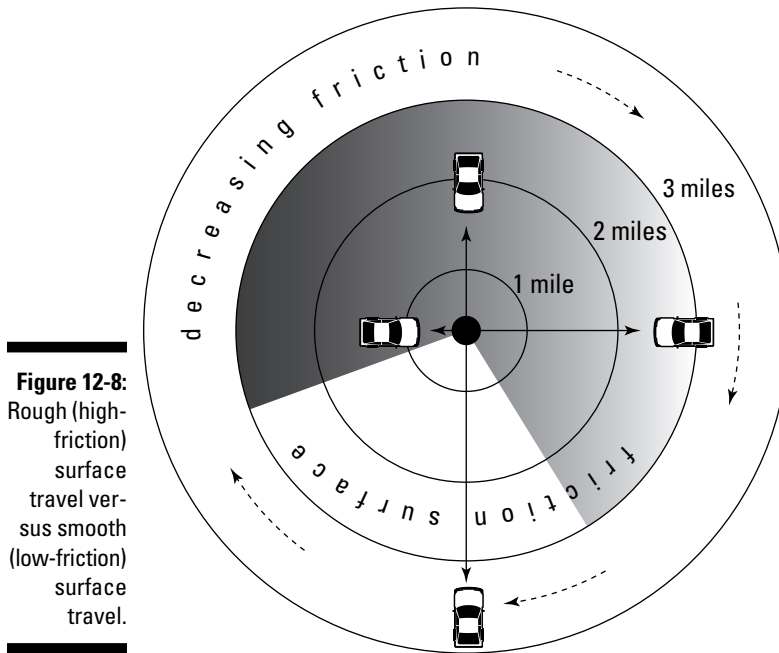 decreasing friction
3 miles
2 miles
1 mile
friction surface
Figure 12-8:
Rough (high-
friction)
surface
travel ver-
sus smooth
(low-friction)
surface
travel.